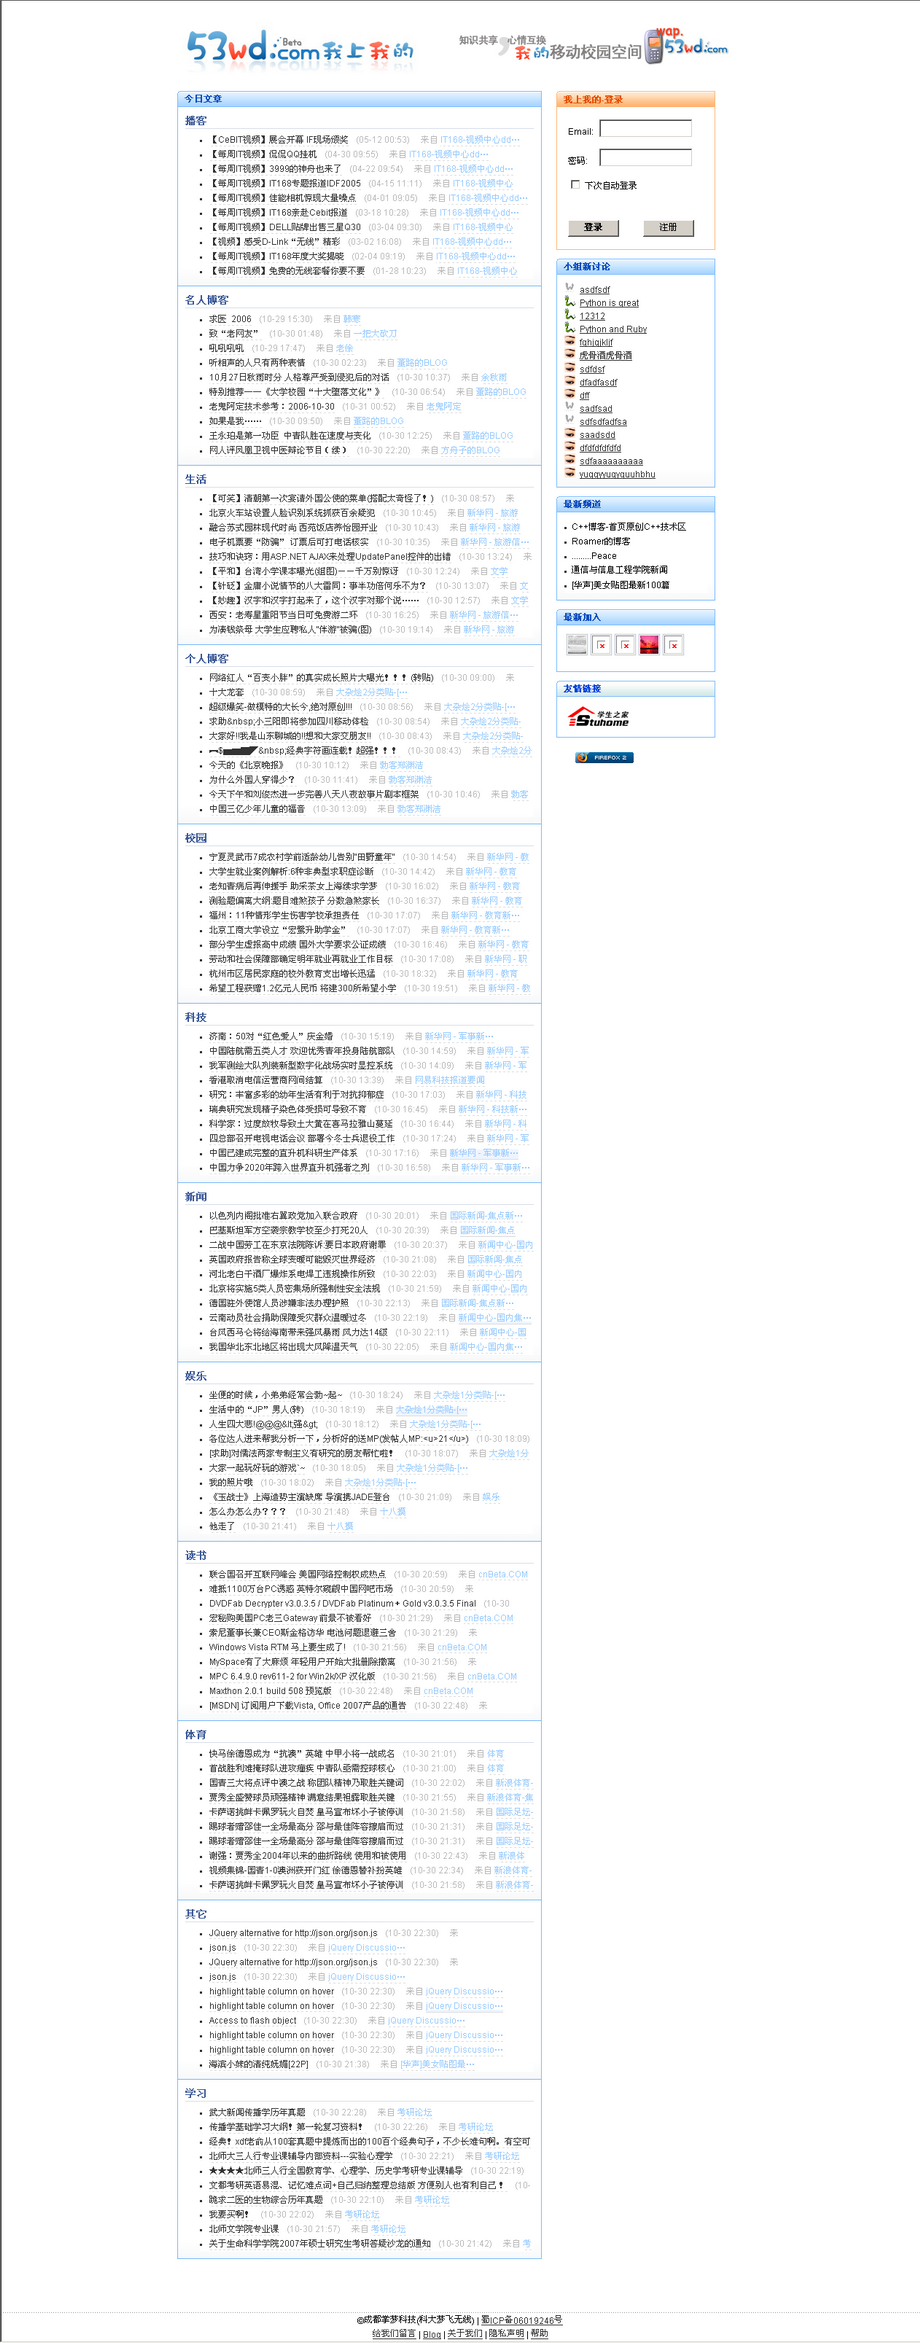 53wd.com Beta 我上我的
知识共享 心情互换
我的移动校园空间 wap.53wd.com
今日文章
播客
【CeBIT视频】展会开幕 IF现场颁奖 (05-12 00:53) 来自 IT168-视频中心dd…
【每周IT视频】侃侃QQ挂机 (04-30 09:55) 来自 IT168-视频中心dd…
【每周IT视频】3999的神舟也来了 (04-22 09:54) 来自 IT168-视频中心dd…
【每周IT视频】IT168专题报道IDF2005 (04-15 11:11) 来自 IT168-视频中心
【每周IT视频】佳能相机惊现大量噪点 (04-01 09:05) 来自 IT168-视频中心dd…
【每周IT视频】IT168亲赴Cebit报道 (03-18 10:28) 来自 IT168-视频中心dd…
【每周IT视频】DELL贴牌出售三星Q30 (03-04 09:30) 来自 IT168-视频中心
【视频】感受D-Link“无线”精彩 (03-02 16:08) 来自 IT168-视频中心dd…
【每周IT视频】IT168年度大奖揭晓 (02-04 09:19) 来自 IT168-视频中心dd…
【每周IT视频】免费的无线套餐你要不要 (01-28 10:23) 来自 IT168-视频中心
名人博客
求医 2006 (10-29 15:30) 来自
致“老网友” (10-30 01:48) 来自 一把大砍刀
吼吼吼吼 (10-29 17:47) 来自 老徐
听相声的人只有两种表情 (10-30 02:23) 来自 董路的BLOG
10月27日秋雨时分 人格尊严受到侵犯后的对话 (10-30 10:37) 来自 余秋雨
特别推荐——《大学校园“十大堕落文化”》 (10-30 06:54) 来自 董路的BLOG
老鬼阿定技术参考：2006-10-30 (10-31 00:52) 来自 老鬼阿定
如果是我…… (10-30 09:50) 来自 董路的BLOG
王永珀是第一功臣 中青队胜在速度与变化 (10-30 12:25) 来自 董路的BLOG
网人评凤凰卫视中医辩论节目（续） (10-30 22:20) 来自 方舟子的BLOG
生活
【可笑】清朝第一次宴请外国公使的菜单(搭配太奇怪了！) (10-30 08:57) 来
北京火车站设置人脸识别系统抓获百余疑犯 (10-30 10:45) 来自 新华网 - 旅游
融合苏式园林现代时尚 西苑饭店养怡园开业 (10-30 10:43) 来自 新华网 - 旅游
电子机票要“防骗” 订票后可打电话核实 (10-30 10:35) 来自 新华网 - 旅游信…
技巧和诀窍：用ASP.NET AJAX来处理UpdatePanel控件的出错 (10-30 13:24) 来
【平和】台湾小学课本曝光(组图)－－千万别惊讶 (10-30 12:24) 来自 文学
【针砭】金庸小说情节的八大雷同：事半功倍何乐不为？ (10-30 13:07) 来自 文
【妙趣】汉字和汉字打起来了，这个汉字对那个说…… (10-30 12:57) 来自 文学
西安：老寿星重阳节当日可免费游二环 (10-30 16:25) 来自 新华网 - 旅游信…
为凑钱祭母 大学生应聘私人"伴游"被骗(图) (10-30 19:14) 来自 新华网 - 旅游
个人博客
网络红人“百变小胖”的真实成长照片大曝光！！！(转贴) (10-30 09:00) 来
十大龙套 (10-30 08:59) 来自 大杂烩2分类贴-[…
超级爆笑-做模特的大长今,绝对原创!!! (10-30 08:56) 来自 大杂烩2分类贴-[…
求助&nbsp;小三阳即将参加四川移动体检 (10-30 08:54) 来自 大杂烩2分类贴-
大家好!!我是山东聊城的!!想和大家交朋友!! (10-30 08:43) 来自 大杂烩2分类贴-
&nbsp;经典字符画连载！超强！！！ (10-30 08:43) 来自 大杂烩2分
今天的《北京晚报》 (10-30 10:12) 来自 勃客郑渊洁
为什么外国人穿得少？ (10-30 11:41) 来自 勃客郑渊洁
今天下午和刘俊杰进一步完善八天八夜故事片剧本框架 (10-30 10:46) 来自 勃客
中国三亿少年儿童的福音 (10-30 13:09) 来自 勃客郑渊洁
校园
宁夏灵武市7成农村学前适龄幼儿告别"田野童年" (10-30 14:54) 来自 新华网 - 教
大学生就业案例解析:6种非典型求职症诊断 (10-30 14:42) 来自 新华网 - 教育
老知青病后再伸援手 助采茶女上海续求学梦 (10-30 16:02) 来自 新华网 - 教育
测验题偏离大纲 题目难煞孩子 分数急煞家长 (10-30 16:37) 来自 新华网 - 教育
福州：11种情形学生伤害学校承担责任 (10-30 17:07) 来自 新华网 - 教育新…
北京工商大学设立“宏繄升助学金” (10-30 17:07) 来自 新华网 - 教育新…
部分学生虚报高中成绩 国外大学要求公证成绩 (10-30 16:46) 来自 新华网 - 教育
劳动和社会保障部确定明年就业再就业工作目标 (10-30 17:08) 来自 新华网 - 职
杭州市区居民家庭的校外教育支出增长迅猛 (10-30 18:32) 来自 新华网 - 教育
希望工程获赠1.2亿元人民币 将建300所希望小学 (10-30 19:51) 来自 新华网 - 教
科技
济南：50对“红色爱人”庆金婚 (10-30 15:19) 来自 新华网 - 军事新…
中国陆航需五类人才 欢迎优秀青年投身陆航部队 (10-30 14:59) 来自 新华网 - 军
我军测绘大队列装新型数字化战场实时显控系统 (10-30 14:09) 来自 新华网 - 军
香港取消电信运营商网间结算 (10-30 13:39) 来自 网易科技报道要闻
研究：丰富多彩的幼年生活有利于对抗抑郁症 (10-30 17:03) 来自 新华网 - 科技
瑞典研究发现精子染色体受损可导致不育 (10-30 16:45) 来自 新华网 - 科技新…
科学家：过度放牧导致土大黄在喜马拉雅山蔓延 (10-30 16:44) 来自 新华网 - 科
四总部召开电视电话会议 部署今冬士兵退役工作 (10-30 17:24) 来自 新华网 - 军
中国已建成完整的直升机科研生产体系 (10-30 17:16) 来自 新华网 - 军事新…
中国力争2020年跨入世界直升机强者之列 (10-30 16:58) 来自 新华网 - 军事新…
新闻
以色列内阁批准右翼政党加入联合政府 (10-30 20:01) 来自 国际新闻-焦点新…
巴基斯坦军方空袭宗教学校至少打死20人 (10-30 20:39) 来自 国际新闻-焦点
二战中国劳工在东京法院陈诉 要日本政府谢罪 (10-30 20:37) 来自 新闻中心-国内
英国政府报告称全球变暖可能毁灭世界经济 (10-30 21:08) 来自 国际新闻-焦点
河北老白干酒厂爆炸系电焊工违规操作所致 (10-30 22:03) 来自 新闻中心-国内
北京将实施5类人员密集场所强制性安全法规 (10-30 21:59) 来自 新闻中心-国内
德国驻外使馆人员涉嫌非法办理护照 (10-30 22:13) 来自 国际新闻-焦点新…
云南动员社会捐助保障受灾群众温暖过冬 (10-30 22:19) 来自 新闻中心-国内焦…
台风西马仑将给海南带来强风暴雨 风力达14级 (10-30 22:11) 来自 新闻中心-国
我国华北东北地区将出现大风降温天气 (10-30 22:05) 来自 新闻中心-国内焦…
娱乐
坐便的时候，小弟弟经常会勃~起~ (10-30 18:24) 来自 大杂烩1分类贴-[…
生活中的“JP”男人(转) (10-30 18:19) 来自 大杂烩1分类贴-[…
人生四大悲!@@@&lt;强&gt; (10-30 18:12) 来自 大杂烩1分类贴-[…
各位达人进来帮我分析一下，分析好的送MP(发帖人MP:<u>21</u>) (10-30 18:09)
[求助]对儒法两家专制主义有研究的朋友帮忙啦！ (10-30 18:07) 来自 大杂烩1分
大家一起玩好玩的游戏`~ (10-30 18:05) 来自 大杂烩1分类贴-[…
我的照片哦 (10-30 18:02) 来自 大杂烩1分类贴-[…
《玉战士》上海造势主演缺席 导演携JADE登台 (10-30 21:09) 来自 娱乐
怎么办怎么办？？？ (10-30 21:48) 来自 十八摸
他走了 (10-30 21:41) 来自 十八摸
读书
联合国召开互联网峰会 美国网络控制权成热点 (10-30 20:59) 来自 cnBeta.COM
难抵1100万台PC诱惑 英特尔窥觑中国网吧市场 (10-30 20:59) 来
DVDFab Decrypter v3.0.3.5 / DVDFab Platinum + Gold v3.0.3.5 Final (10-30
宏碁购美国PC老三Gateway 前景不被看好 (10-30 21:29) 来自 cnBeta.COM
索尼董事长兼CEO斯金格访华 电池问题退避三舍 (10-30 21:29) 来
Windows Vista RTM 马上要生成了! (10-30 21:56) 来自 cnBeta.COM
MySpace有了大麻烦 年轻用户开始大批删除撤离 (10-30 21:56) 来
MPC 6.4.9.0 rev611-2 for Win2k/XP 汉化版 (10-30 21:56) 来自 cnBeta.COM
Maxthon 2.0.1 build 508 预览版 (10-30 22:48) 来自 cnBeta.COM
[MSDN] 订阅用户下载Vista, Office 2007产品的通告 (10-30 22:48) 来
体育
快马徐德恩成为“抗澳”英雄 中甲小将一战成名 (10-30 21:01) 来自 体育
首战胜利难掩球队进攻痼疾 中青队亟需控球核心 (10-30 21:00) 来自 体育
国青三大将点评中澳之战 称团队精神乃取胜关键词 (10-30 22:02) 来自 新浪体育-
贾秀全盛赞球员顽强精神 满意结果袒露取胜关键 (10-30 21:55) 来自 新浪体育-焦
卡萨诺挑衅卡佩罗玩火自焚 皇马宣布坏小子被停训 (10-30 21:58) 来自 国际足坛-
踢球者赠邵佳一全场最高分 邵与最佳阵容擦肩而过 (10-30 21:31) 来自 国际足坛-
踢球者赠邵佳一全场最高分 邵与最佳阵容擦肩而过 (10-30 21:31) 来自 国际足坛-
谢强：贾秀全2004年以来的曲折路线 使用和被使用 (10-30 22:43) 来自 新浪体
视频集锦-国青1-0澳洲获开门红 徐德恩替补扮英雄 (10-30 22:34) 来自 新浪体育-
卡萨诺挑衅卡佩罗玩火自焚 皇马宣布坏小子被停训 (10-30 21:58) 来自 新浪体育-
其它
JQuery alternative for http://json.org/json.js (10-30 22:30) 来
json.js (10-30 22:30) 来自 jQuery Discussio…
JQuery alternative for http://json.org/json.js (10-30 22:30) 来
json.js (10-30 22:30) 来自 jQuery Discussio…
highlight table column on hover (10-30 22:30) 来自 jQuery Discussio…
highlight table column on hover (10-30 22:30) 来自 jQuery Discussio…
Access to flash object (10-30 22:30) 来自 jQuery Discussio…
highlight table column on hover (10-30 22:30) 来自 jQuery Discussio…
highlight table column on hover (10-30 22:30) 来自 jQuery Discussio…
海滨小辣的清纯妩媚[22P] (10-30 21:38) 来自 [华声]美女贴图最…
学习
武大新闻传播学历年真题 (10-30 22:28) 来自 考研论坛
传播学基础学习大纲！第一轮复习资料！ (10-30 22:26) 来自 考研论坛
经典！xdf老俞从100套真题中提炼而出的100百个经典句子，不少长难句啊。有空可
北师大三人行专业课辅导内部资料---实验心理学 (10-30 22:21) 来自 考研论坛
★★★★北师三人行全国教育学、心理学、历史学考研专业课辅导 (10-30 22:19)
文都考研英语易混、记忆难点词+自己归纳整理总结版 方便别人也有利自己！ (10-
跪求二医的生物综合历年真题 (10-30 22:10) 来自 考研论坛
我要买啊！ (10-30 22:02) 来自 考研论坛
北师文学院专业课 (10-30 21:57) 来自 考研论坛
关于生命科学学院2007年硕士研究生考研答疑沙龙的通知 (10-30 21:42) 来自 考
我上我的-登录
Email:
密码:
下次自动登录
登录 注册
小组新讨论
asdfsdf
Python is great
12312
Python and Ruby
fghjgjkljf
虎骨酒虎骨酒
sdfdsf
dfadfasdf
dff
sadfsad
sdfsdfadfsa
saadsdd
dfdfdfdfdfd
sdfaaaaaaaaaa
yuggyyugyguuhbhu
最新频道
C++博客-首页原创C++技术区
Roamer的博客
.........Peace
通信与信息工程学院新闻
[华声]美女贴图最新100篇
最新加入
友情链接
学生之家
Stuhome
FIREFOX 2
©成都掌梦科技(科大梦飞无线) | 蜀ICP备06019246号
给我们留言 | Blog | 关于我们 | 隐私声明 | 帮助